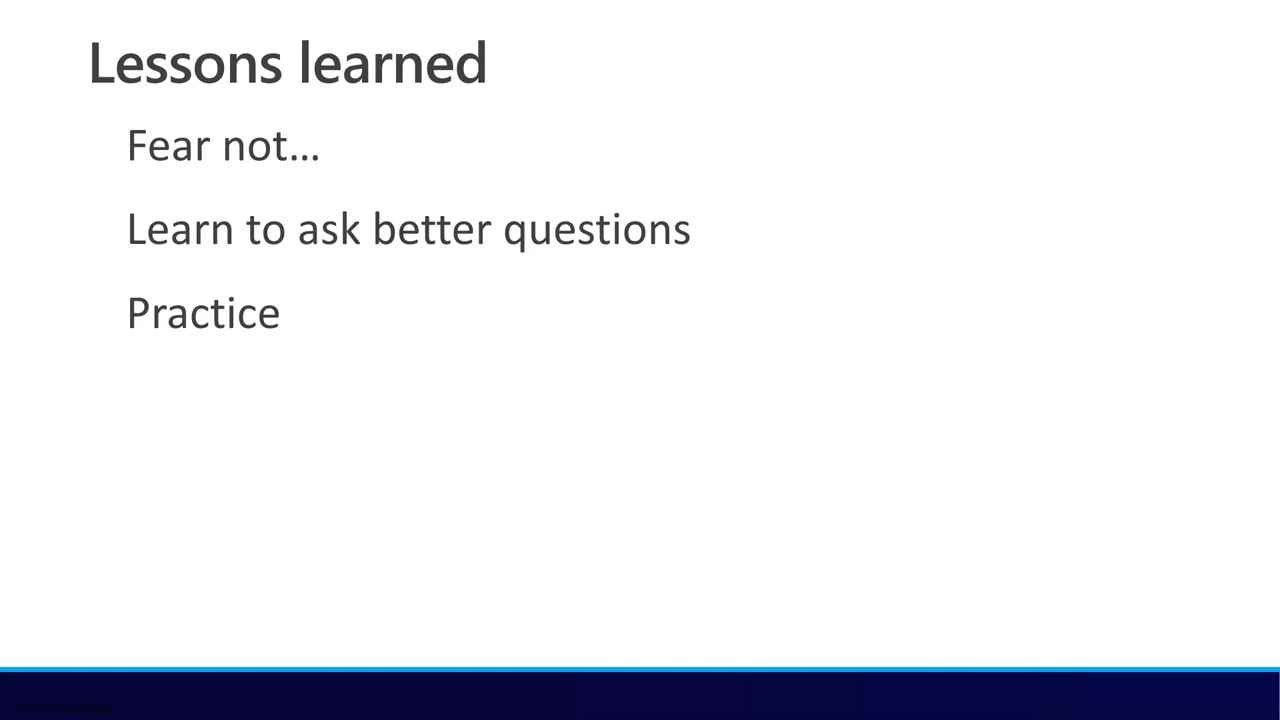 Lessons learned
Fear not...
Learn to ask better questions
Practice